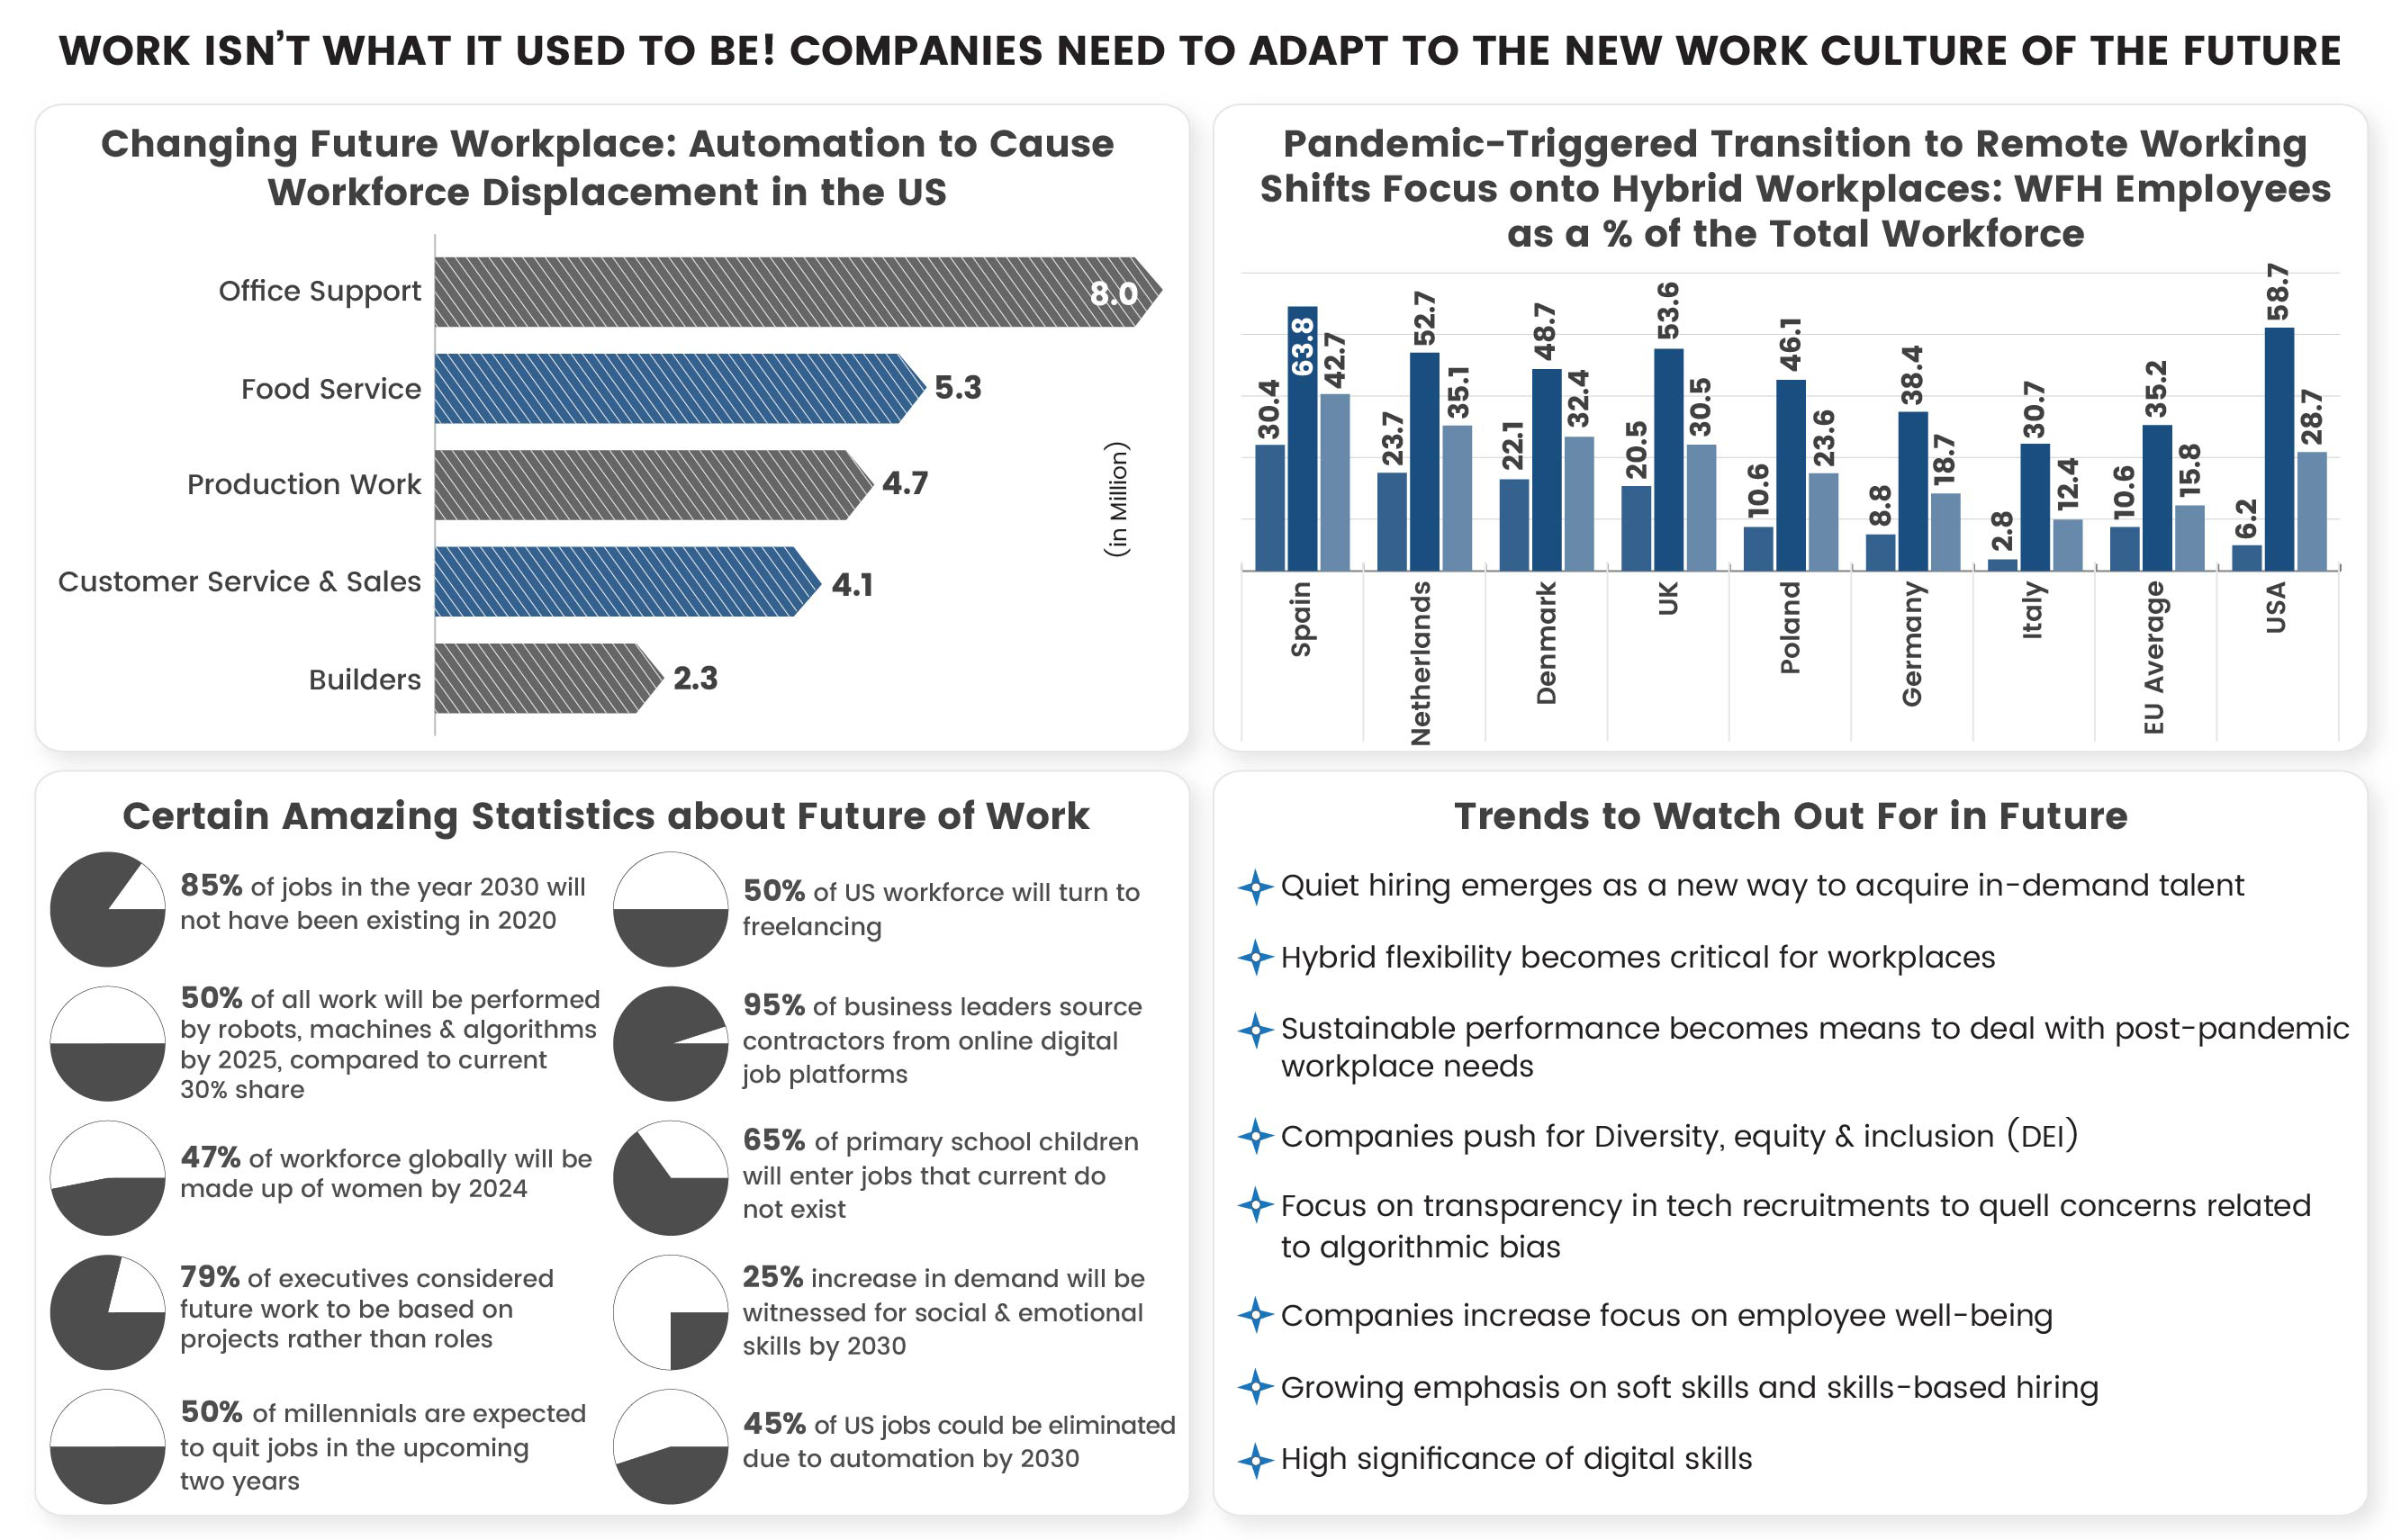 WORK ISN’T WHAT IT USED TO BE! COMPANIES NEED TO ADAPT TO THE NEW WORK CULTURE OF THE FUTURE
Changing Future Workplace: Automation to Cause
Workforce Displacement in the US
Office Support
8.0
Food Service
5.3
Production Work
4.7
Customer Service & Sales
4.1
Builders
2.3
(in Million)
Pandemic-Triggered Transition to Remote Working
Shifts Focus onto Hybrid Workplaces: WFH Employees
as a % of the Total Workforce
30.4
63.8
42.7
23.7
52.7
35.1
22.1
48.7
32.4
20.5
53.6
30.5
10.6
46.1
23.6
8.8
38.4
18.7
2.8
30.7
12.4
10.6
35.2
15.8
6.2
58.7
28.7
Spain
Netherlands
Denmark
UK
Poland
Germany
Italy
EU Average
USA
Certain Amazing Statistics about Future of Work
85% of jobs in the year 2030 will
not have been existing in 2020
50% of all work will be performed
by robots, machines & algorithms
by 2025, compared to current
30% share
47% of workforce globally will be
made up of women by 2024
79% of executives considered
future work to be based on
projects rather than roles
50% of millennials are expected
to quit jobs in the upcoming
two years
50% of US workforce will turn to
freelancing
95% of business leaders source
contractors from online digital
job platforms
65% of primary school children
will enter jobs that current do
not exist
25% increase in demand will be
witnessed for social & emotional
skills by 2030
45% of US jobs could be eliminated
due to automation by 2030
Trends to Watch Out For in Future
Quiet hiring emerges as a new way to acquire in-demand talent
Hybrid flexibility becomes critical for workplaces
Sustainable performance becomes means to deal with post-pandemic
workplace needs
Companies push for Diversity, equity & inclusion (DEI)
Focus on transparency in tech recruitments to quell concerns related
to algorithmic bias
Companies increase focus on employee well-being
Growing emphasis on soft skills and skills-based hiring
High significance of digital skills